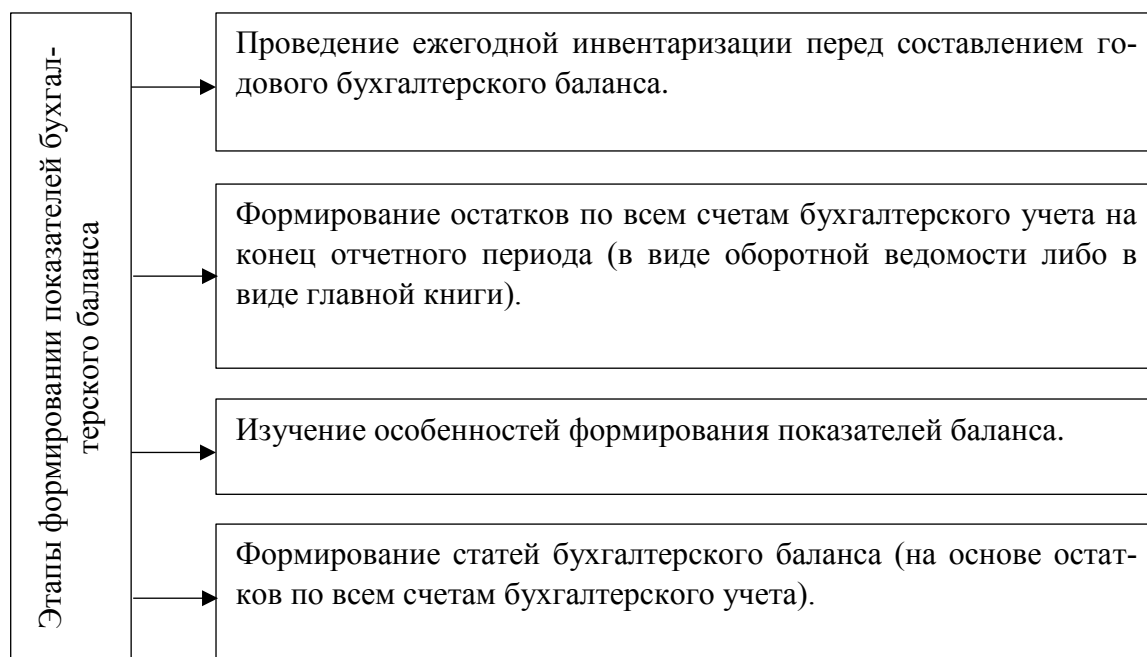 Этапы формировании показателей бухгал-
терского баланса
Проведение ежегодной инвентаризации перед составлением го-
дового бухгалтерского баланса.
Формирование остатков по всем счетам бухгалтерского учета на
конец отчетного периода (в виде оборотной ведомости либо в
виде главной книги).
Изучение особенностей формирования показателей баланса.
Формирование статей бухгалтерского баланса (на основе остат-
ков по всем счетам бухгалтерского учета).